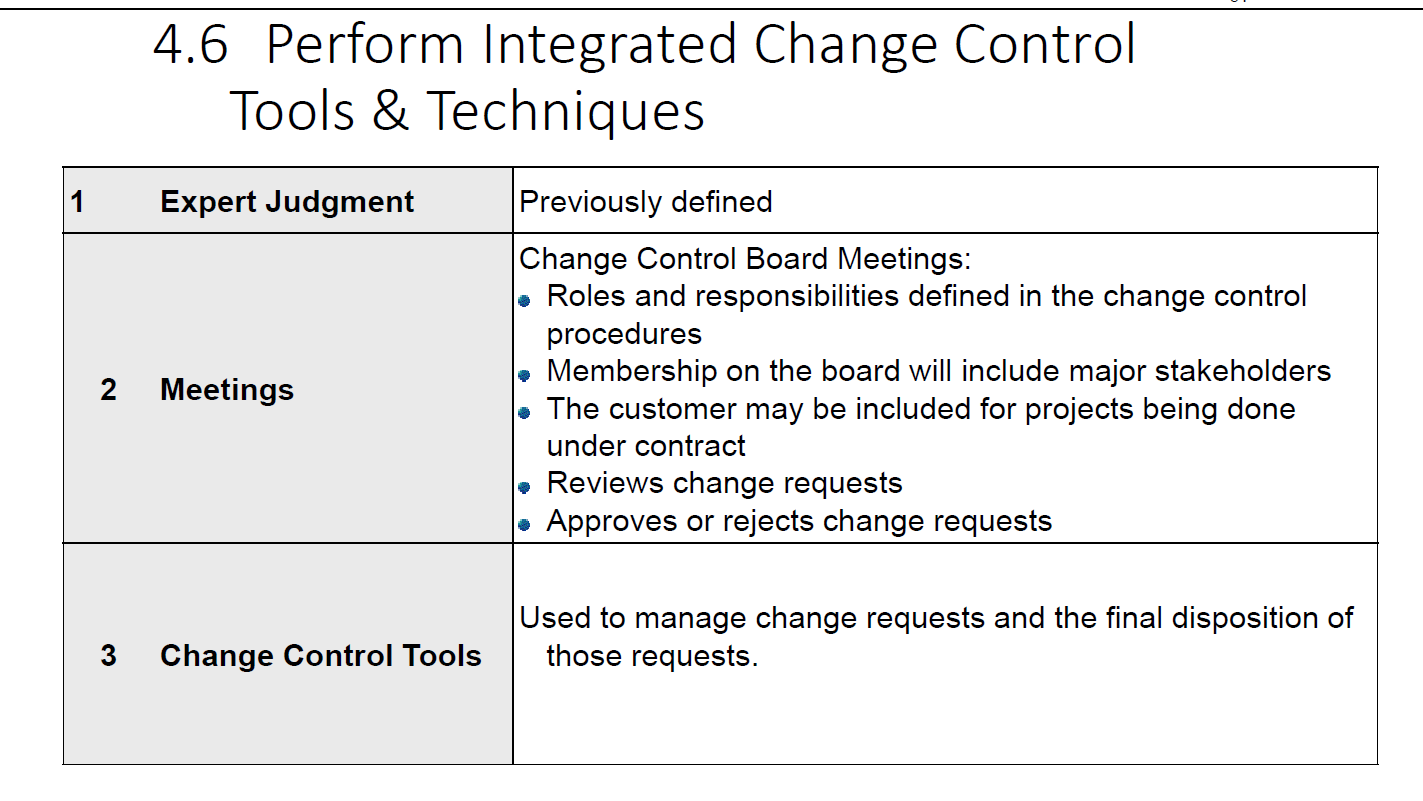 4.6 Perform Integrated Change Control
Tools & Techniques
1 Expert Judgment Previously defined
2 Meetings
Change Control Board Meetings:
Roles and responsibilities defined in the change control
procedures
Membership on the board will include major stakeholders
The customer may be included for projects being done
under contract
Reviews change requests
Approves or rejects change requests
3 Change Control Tools
Used to manage change requests and the final disposition of
those requests.